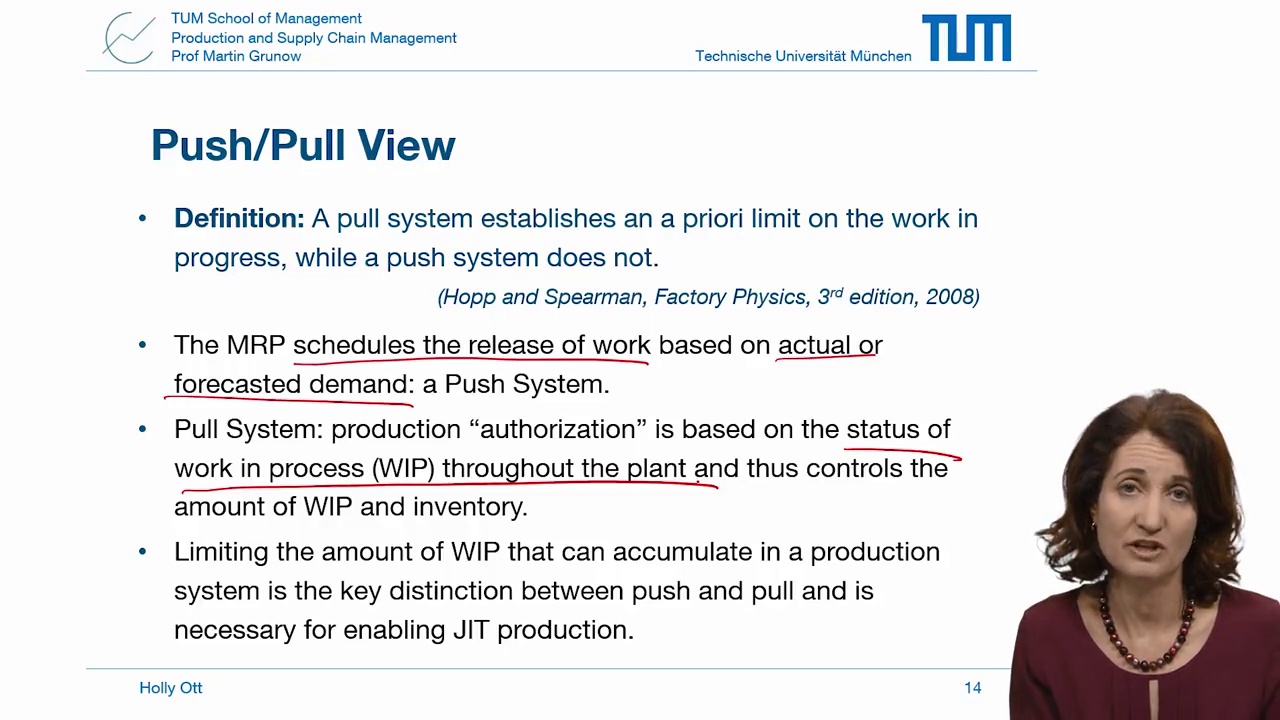 TUM School of Management
Production and Supply Chain Management
Prof Martin Grunow
Technische Universität München
TUM
Push/Pull View
• Definition: A pull system establishes an a priori limit on the work in
progress, while a push system does not.
(Hopp and Spearman, Factory Physics, 3rd edition, 2008)
• The MRP schedules the release of work based on actual or
forecasted demand: a Push System.
• Pull System: production “authorization” is based on the status of
work in process (WIP) throughout the plant and thus controls the
amount of WIP and inventory.
• Limiting the amount of WIP that can accumulate in a production
system is the key distinction between push and pull and is
necessary for enabling JIT production.
Holly Ott
14